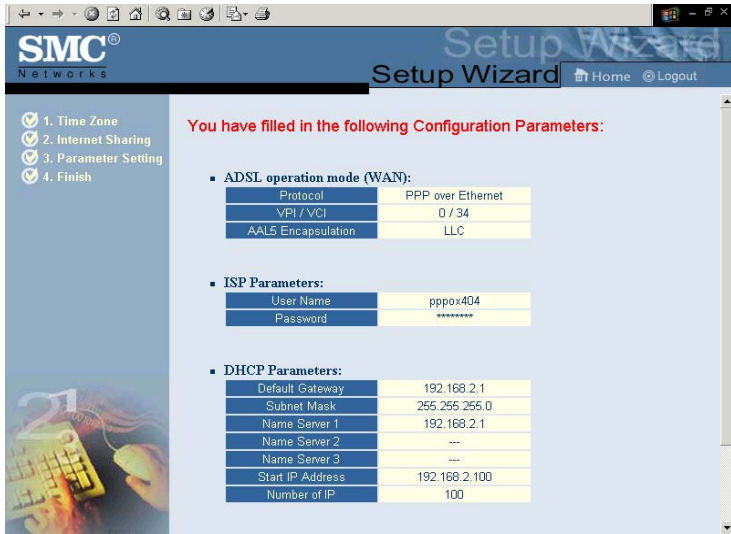 SMC®
Networks
Setup Wizard
Setup Wizard
Home
Logout
1. Time Zone
2. Internet Sharing
3. Parameter Setting
4. Finish
You have filled in the following Configuration Parameters:
ADSL operation mode (WAN):
Protocol PPP over Ethernet
VPI / VCI 0 / 34
AAL5 Encapsulation LLC
ISP Parameters:
User Name pppox404
Password ********
DHCP Parameters:
Default Gateway 192.168.2.1
Subnet Mask 255.255.255.0
Name Server 1 192.168.2.1
Name Server 2 ---
Name Server 3 ---
Start IP Address 192.168.2.100
Number of IP 100